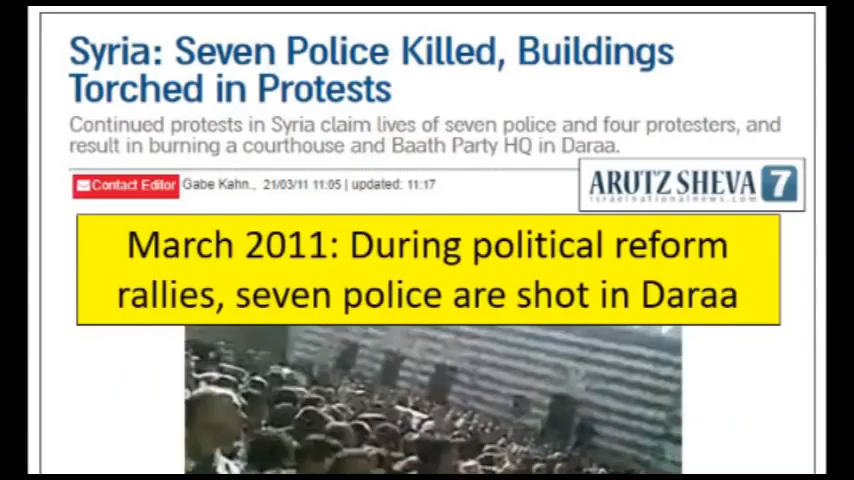 Syria: Seven Police Killed, Buildings
Torched in Protests
Continued protests in Syria claim lives of seven police and four protesters, and
result in burning a courthouse and Baath Party HQ in Daraa.
Contact Editor Gabe Kahn., 21/03/11 11:05 | updated: 11:17
ARUTZ SHEVA 7
israelnationalnews.com
March 2011: During political reform
rallies, seven police are shot in Daraa